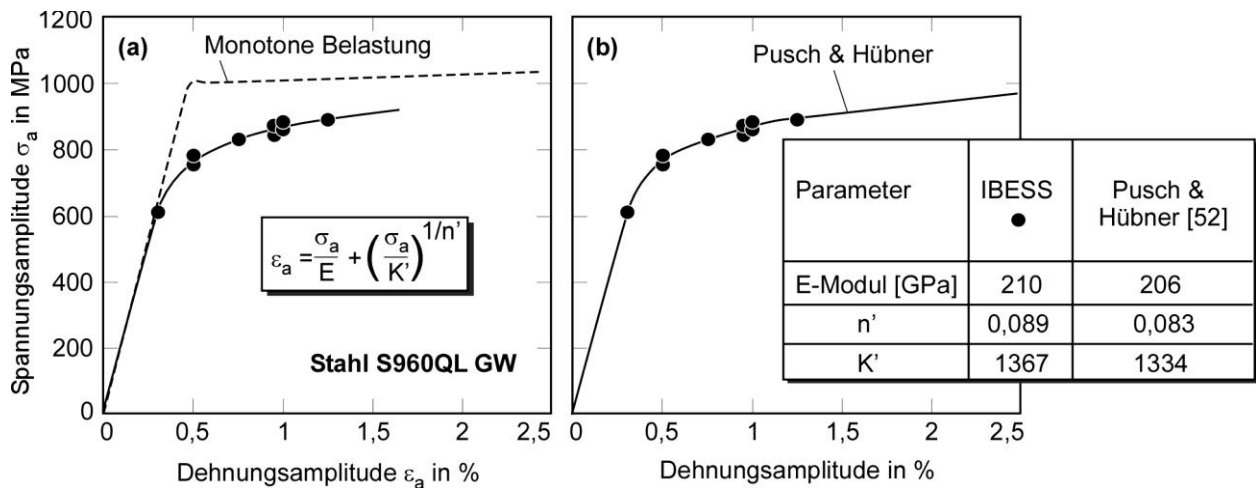 1200
1000
800
600
400
200
0
Spannungsamplitude σₐ in MPa
(a)
Monotone Belastung
εₐ = σₐ/E + (σₐ/K')^1/n'
Stahl S960QL GW
0 0,5 1 1,5 2 2,5
Dehnungsamplitude εₐ in %
(b)
Pusch & Hübner
0 0,5 1 1,5 2 2,5
Dehnungsamplitude in %
Parameter IBESS Pusch &
Hübner [52]
E-Modul [GPa] 210 206
n' 0,089 0,083
K' 1367 1334